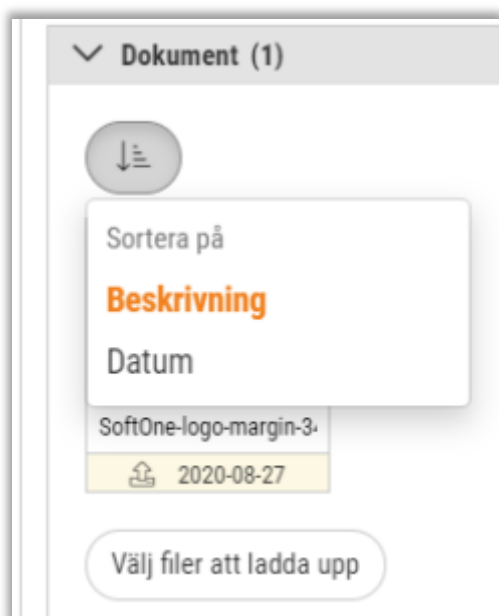 Dokument (1)
Sortera på
Beskrivning
Datum
SoftOne-logo-margin-3
2020-08-27
Välj filer att ladda upp